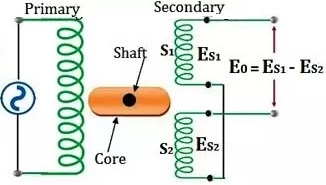 Primary
Secondary
Shaft
Core
S1
ES1
S2
ES2
E0 = ES1 - ES2